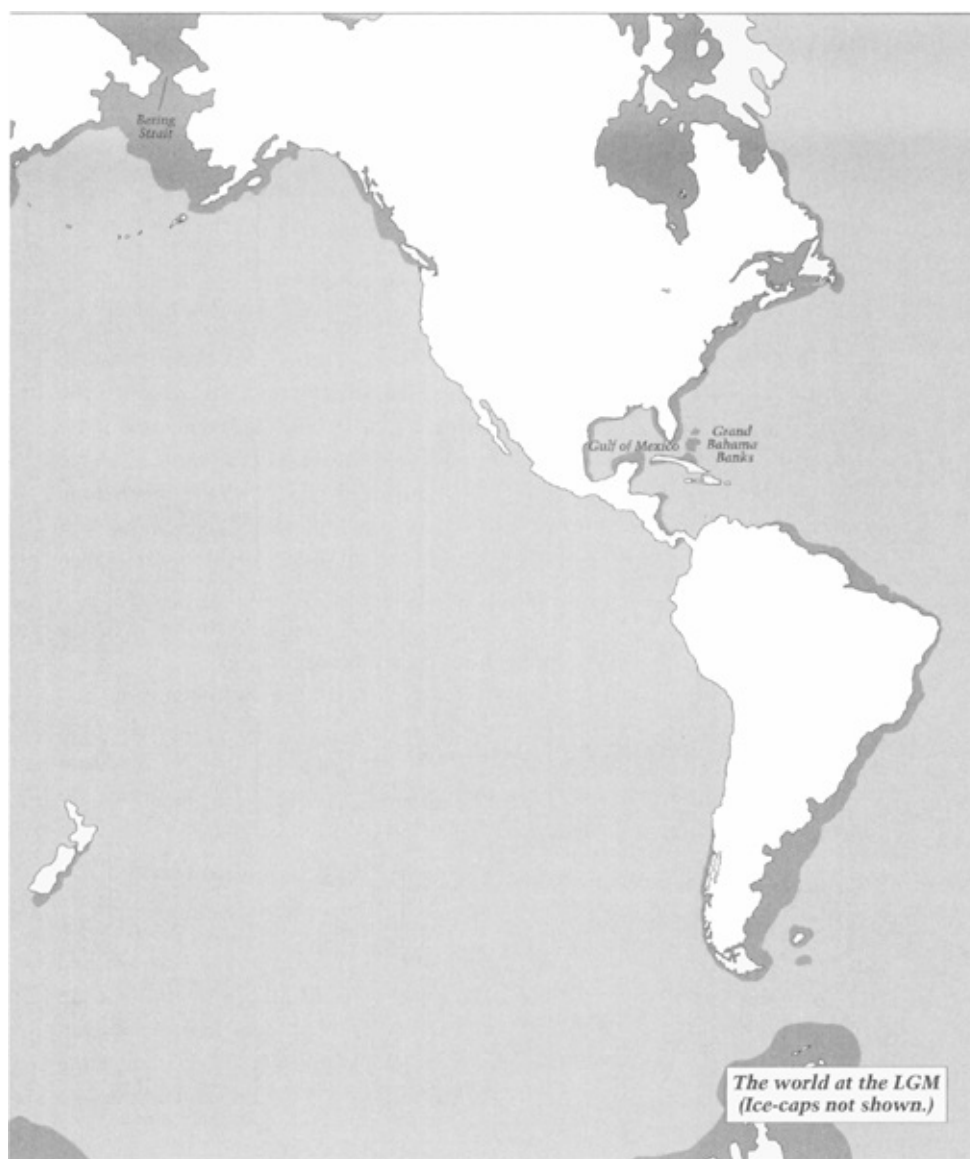 Bering
Strait
Gulf of Mexico
Grand
Bahama
Banks
The world at the LGM
(Ice-caps not shown.)